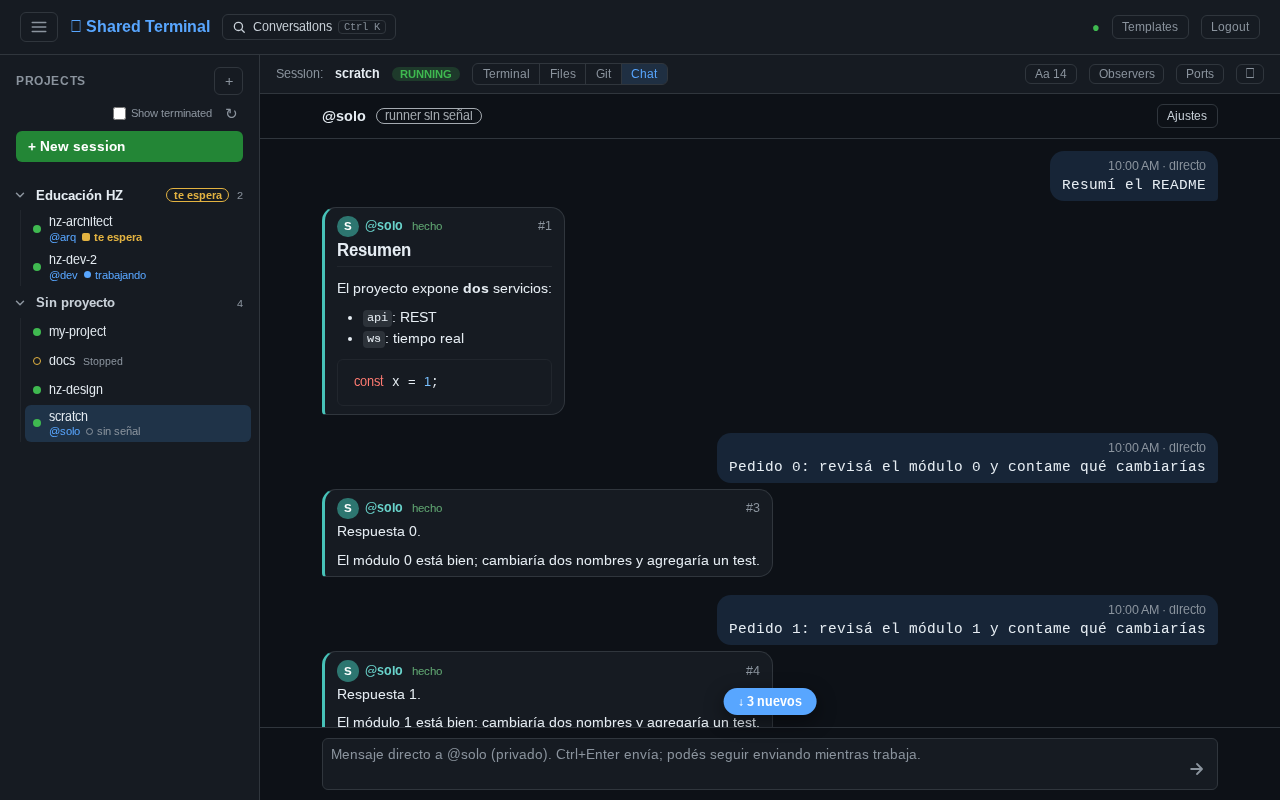 Shared Terminal
Conversations Ctrl K
Templates
Logout
PROJECTS
+
Show terminated
+ New session
Educación HZ te espera 2
hz-architect
@arq te espera
hz-dev-2
@dev trabajando
Sin proyecto 4
my-project
docs Stopped
hz-design
scratch
@solo sin señal
Session: scratch RUNNING Terminal Files Git Chat
Aa 14 Observers Ports
@solo runner sin señal Ajustes
10:00 AM · directo
Resumí el README
S @solo hecho #1
Resumen
El proyecto expone dos servicios:
• api: REST
• ws: tiempo real
const x = 1;
10:00 AM · directo
Pedido 0: revisá el módulo 0 y contame qué cambiarías
S @solo hecho #3
Respuesta 0.
El módulo 0 está bien; cambiaría dos nombres y agregaría un test.
10:00 AM · directo
Pedido 1: revisá el módulo 1 y contame qué cambiarías
S @solo hecho #4
Respuesta 1.
El módulo 1 está bien; cambiaría dos nombres y agregaría un test.
↓ 3 nuevos
Mensaje directo a @solo (privado). Ctrl+Enter envía; podés seguir enviando mientras trabaja.